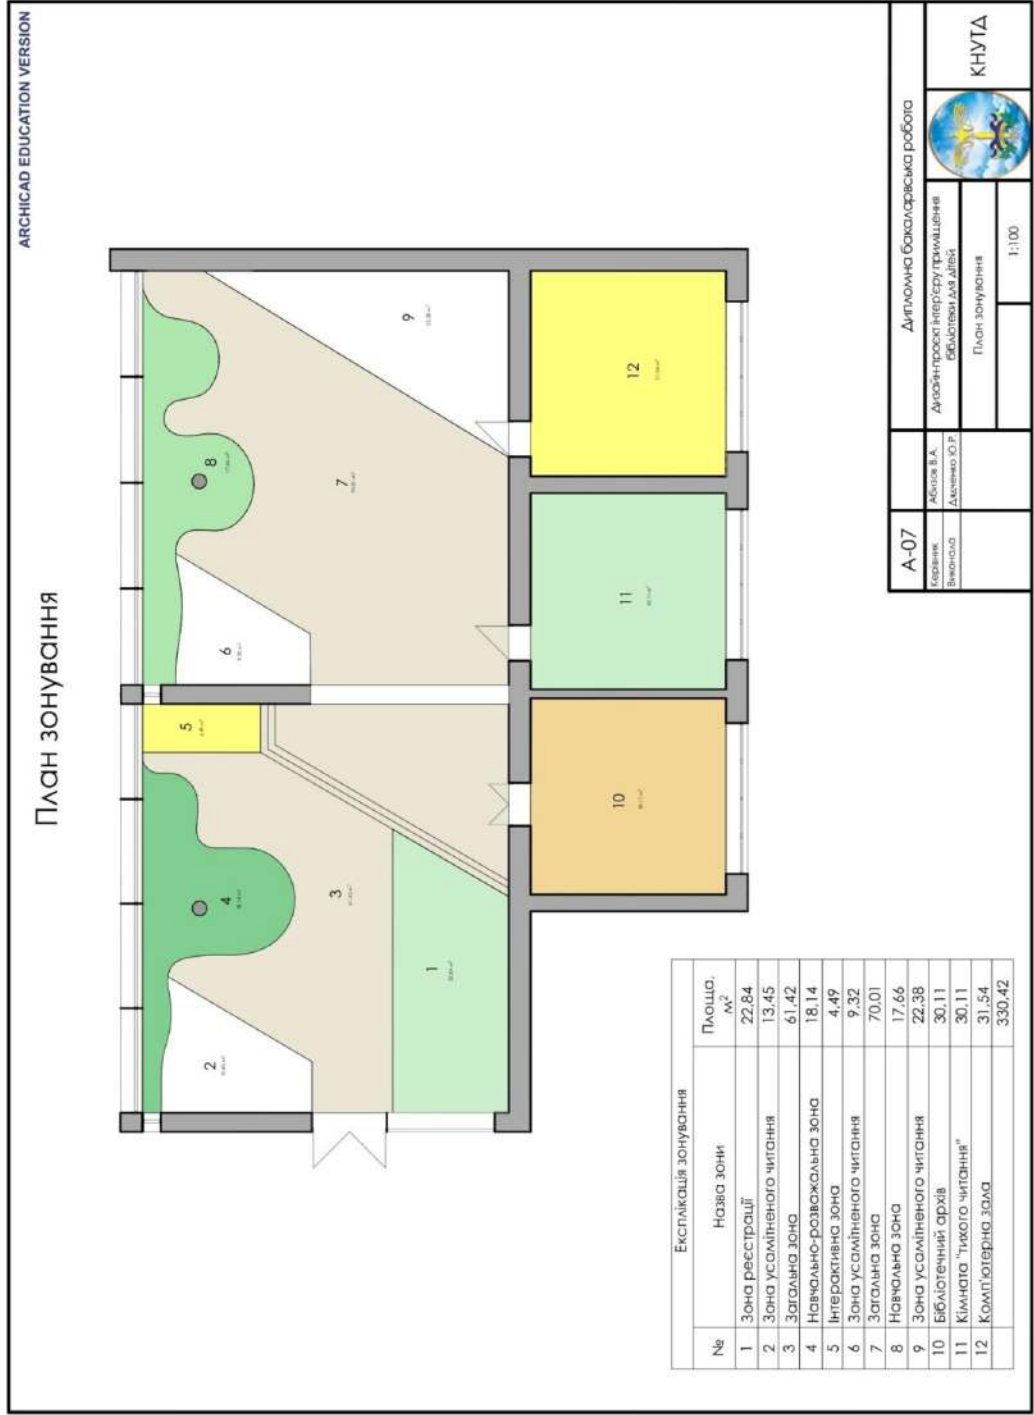 ARCHICAD EDUCATION VERSION
План зонування
1
2
3
4
5
6
7
8
9
10
11
12
Експлікація зонування
№ Назва зони Площа, м²
1 Зона реєстрації 22,84
2 Зона усамітненого читання 13,45
3 Загальна зона 61,42
4 Навчально-розважальна зона 18,14
5 Інтерактивна зона 4,49
6 Зона усамітненого читання 9,32
7 Загальна зона 70,01
8 Навчальна зона 17,66
9 Зона усамітненого читання 22,38
10 Бібліотечний архів 30,11
11 Кімната "тихого читання" 30,11
12 Комп'ютерна зала 31,54
330,42
А-07
Дипломна бакалаврська робота
Керівник Абизов В.А.
Виконала
Дизайн-проєкт інтер'єру приміщення
бібліотеки для дітей
План зонування
1:100
КНУТД